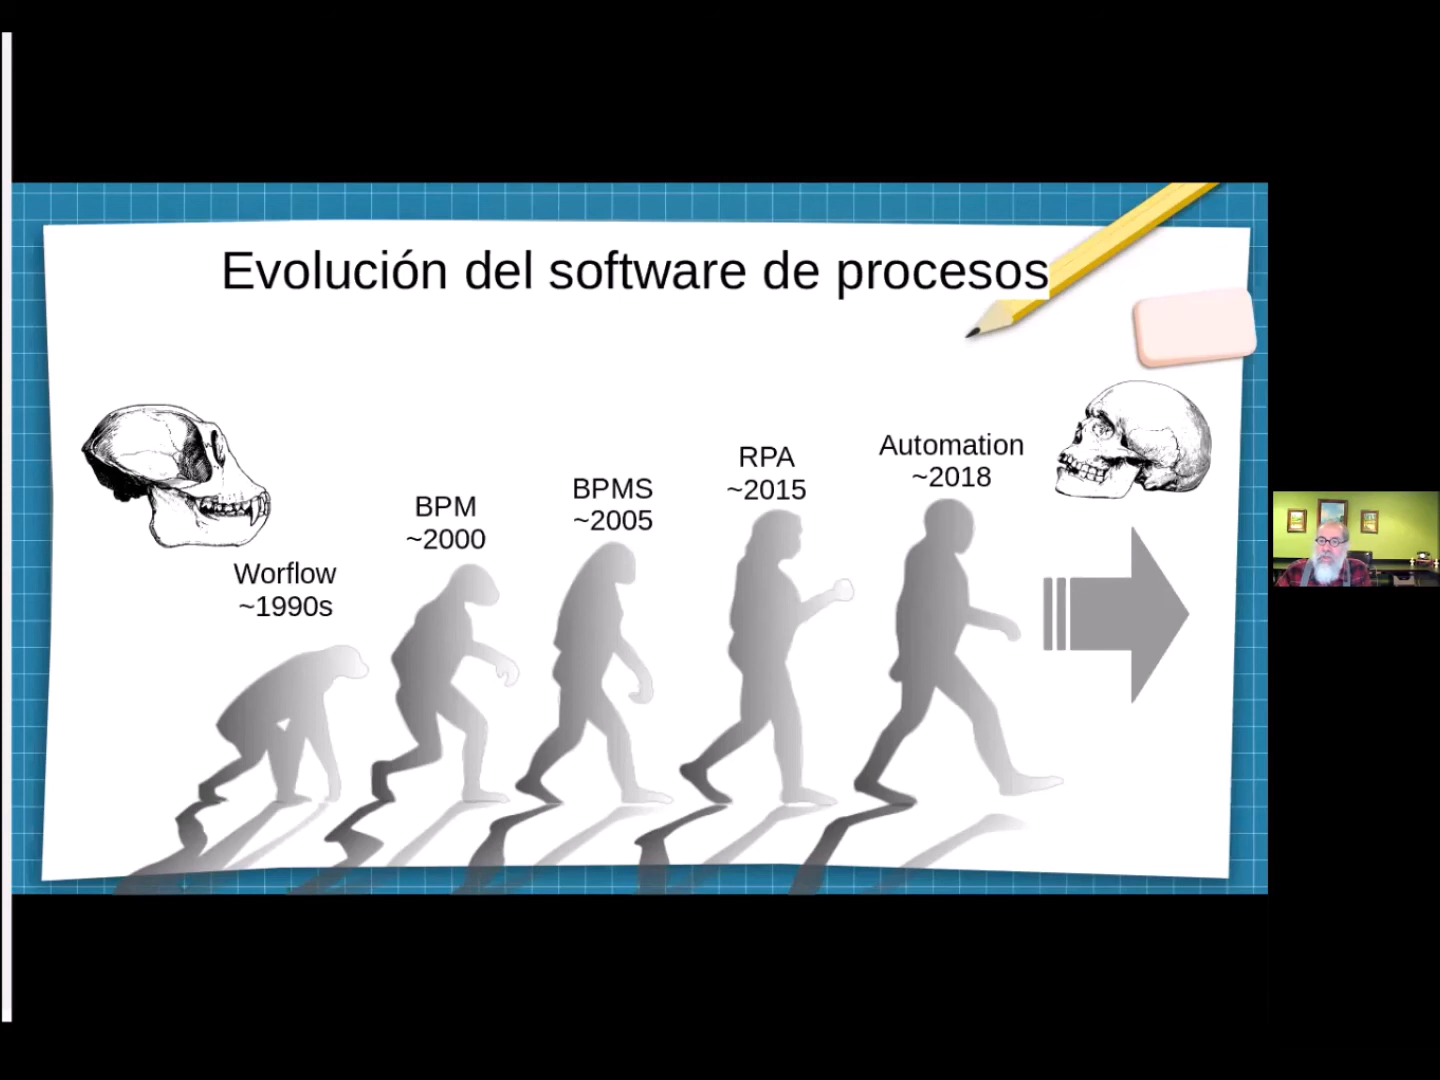 Evolución del software de procesos
Worflow
~1990s
BPM
~2000
BPMS
~2005
RPA
~2015
Automation
~2018